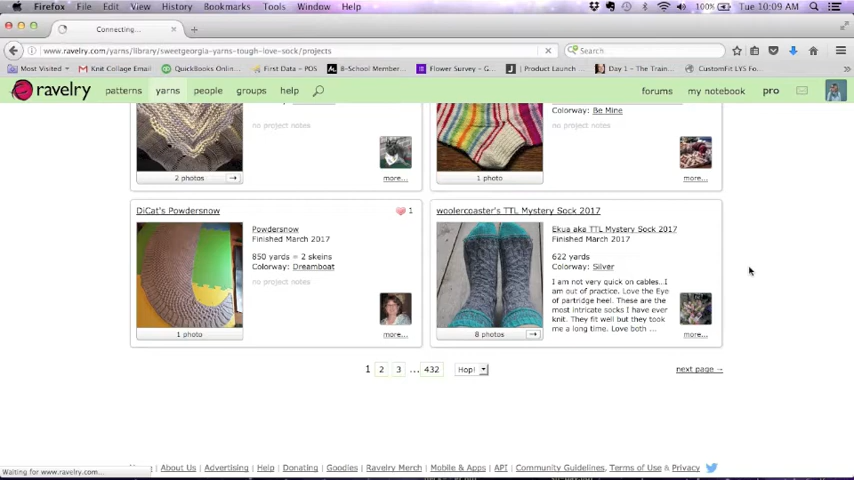 Firefox File Edit View History Bookmarks Tools Window Help 100% Tue 10:09 AM
Connecting... × +
www.ravelry.com/yarns/library/sweetgeorgia-yarns-tough-love-sock/projects Search
Most Visited Knit Collage Email QuickBooks Onl... First Data – POS B-School Member... Flower Survey – G... | Product Launch ... Day 1 – The Train... CustomFit LYS Fo...
ravelry patterns yarns people groups help forums my notebook pro
Colorway: Be Mine
no project notes
no project notes
2 photos more...
1 photo more...
DiCat's Powdersnow 1
Powdersnow
Finished March 2017
850 yards = 2 skeins
Colorway: Dreamboat
no project notes
1 photo more...
woolercoaster's TTL Mystery Sock 2017
Ekua aka TTL Mystery Sock 2017
Finished March 2017
622 yards
Colorway: Silver
I am not very quick on cables...I
am out of practice. Love the Eye
of partridge heel. These are the
most intricate socks I have ever
knit. They fit well but they took
me a long time. Love both ...
8 photos more...
1 2 3 ...432 Hop! next page →
About Us Advertising Help Donating Goodies Ravelry Merch Mobile & Apps API Community Guidelines, Terms of Use & Privacy
Waiting for www.ravelry.com...